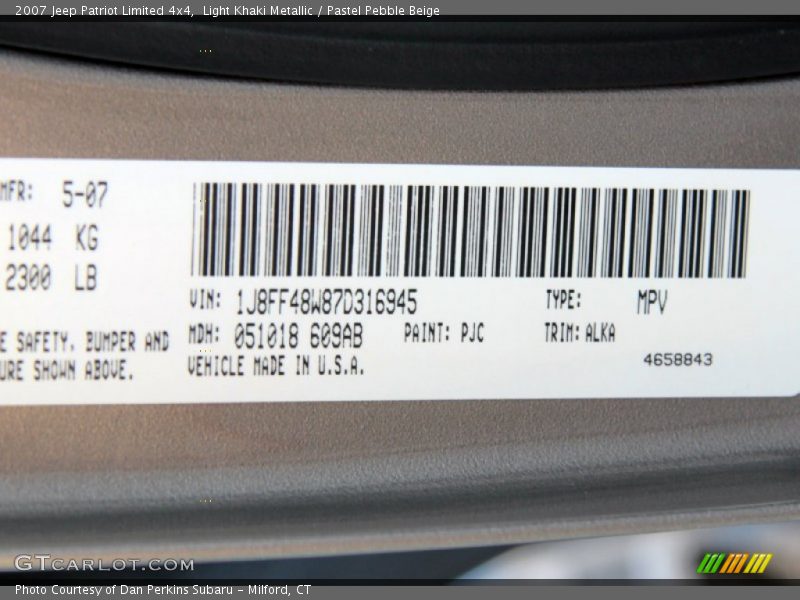 2007 Jeep Patriot Limited 4x4, Light Khaki Metallic / Pastel Pebble Beige
MFR: 5-07
1044 KG
2300 LB
VIN: 1J8FF48W87D316945 TYPE: MPV
MDH: 051018 609AB PAINT: PJC TRIM: ALKA
E SAFETY, BUMPER AND
VEHICLE MADE IN U.S.A.
URE SHOWN ABOVE.
4658843
GTCARLOT.COM
Photo Courtesy of Dan Perkins Subaru - Milford, CT